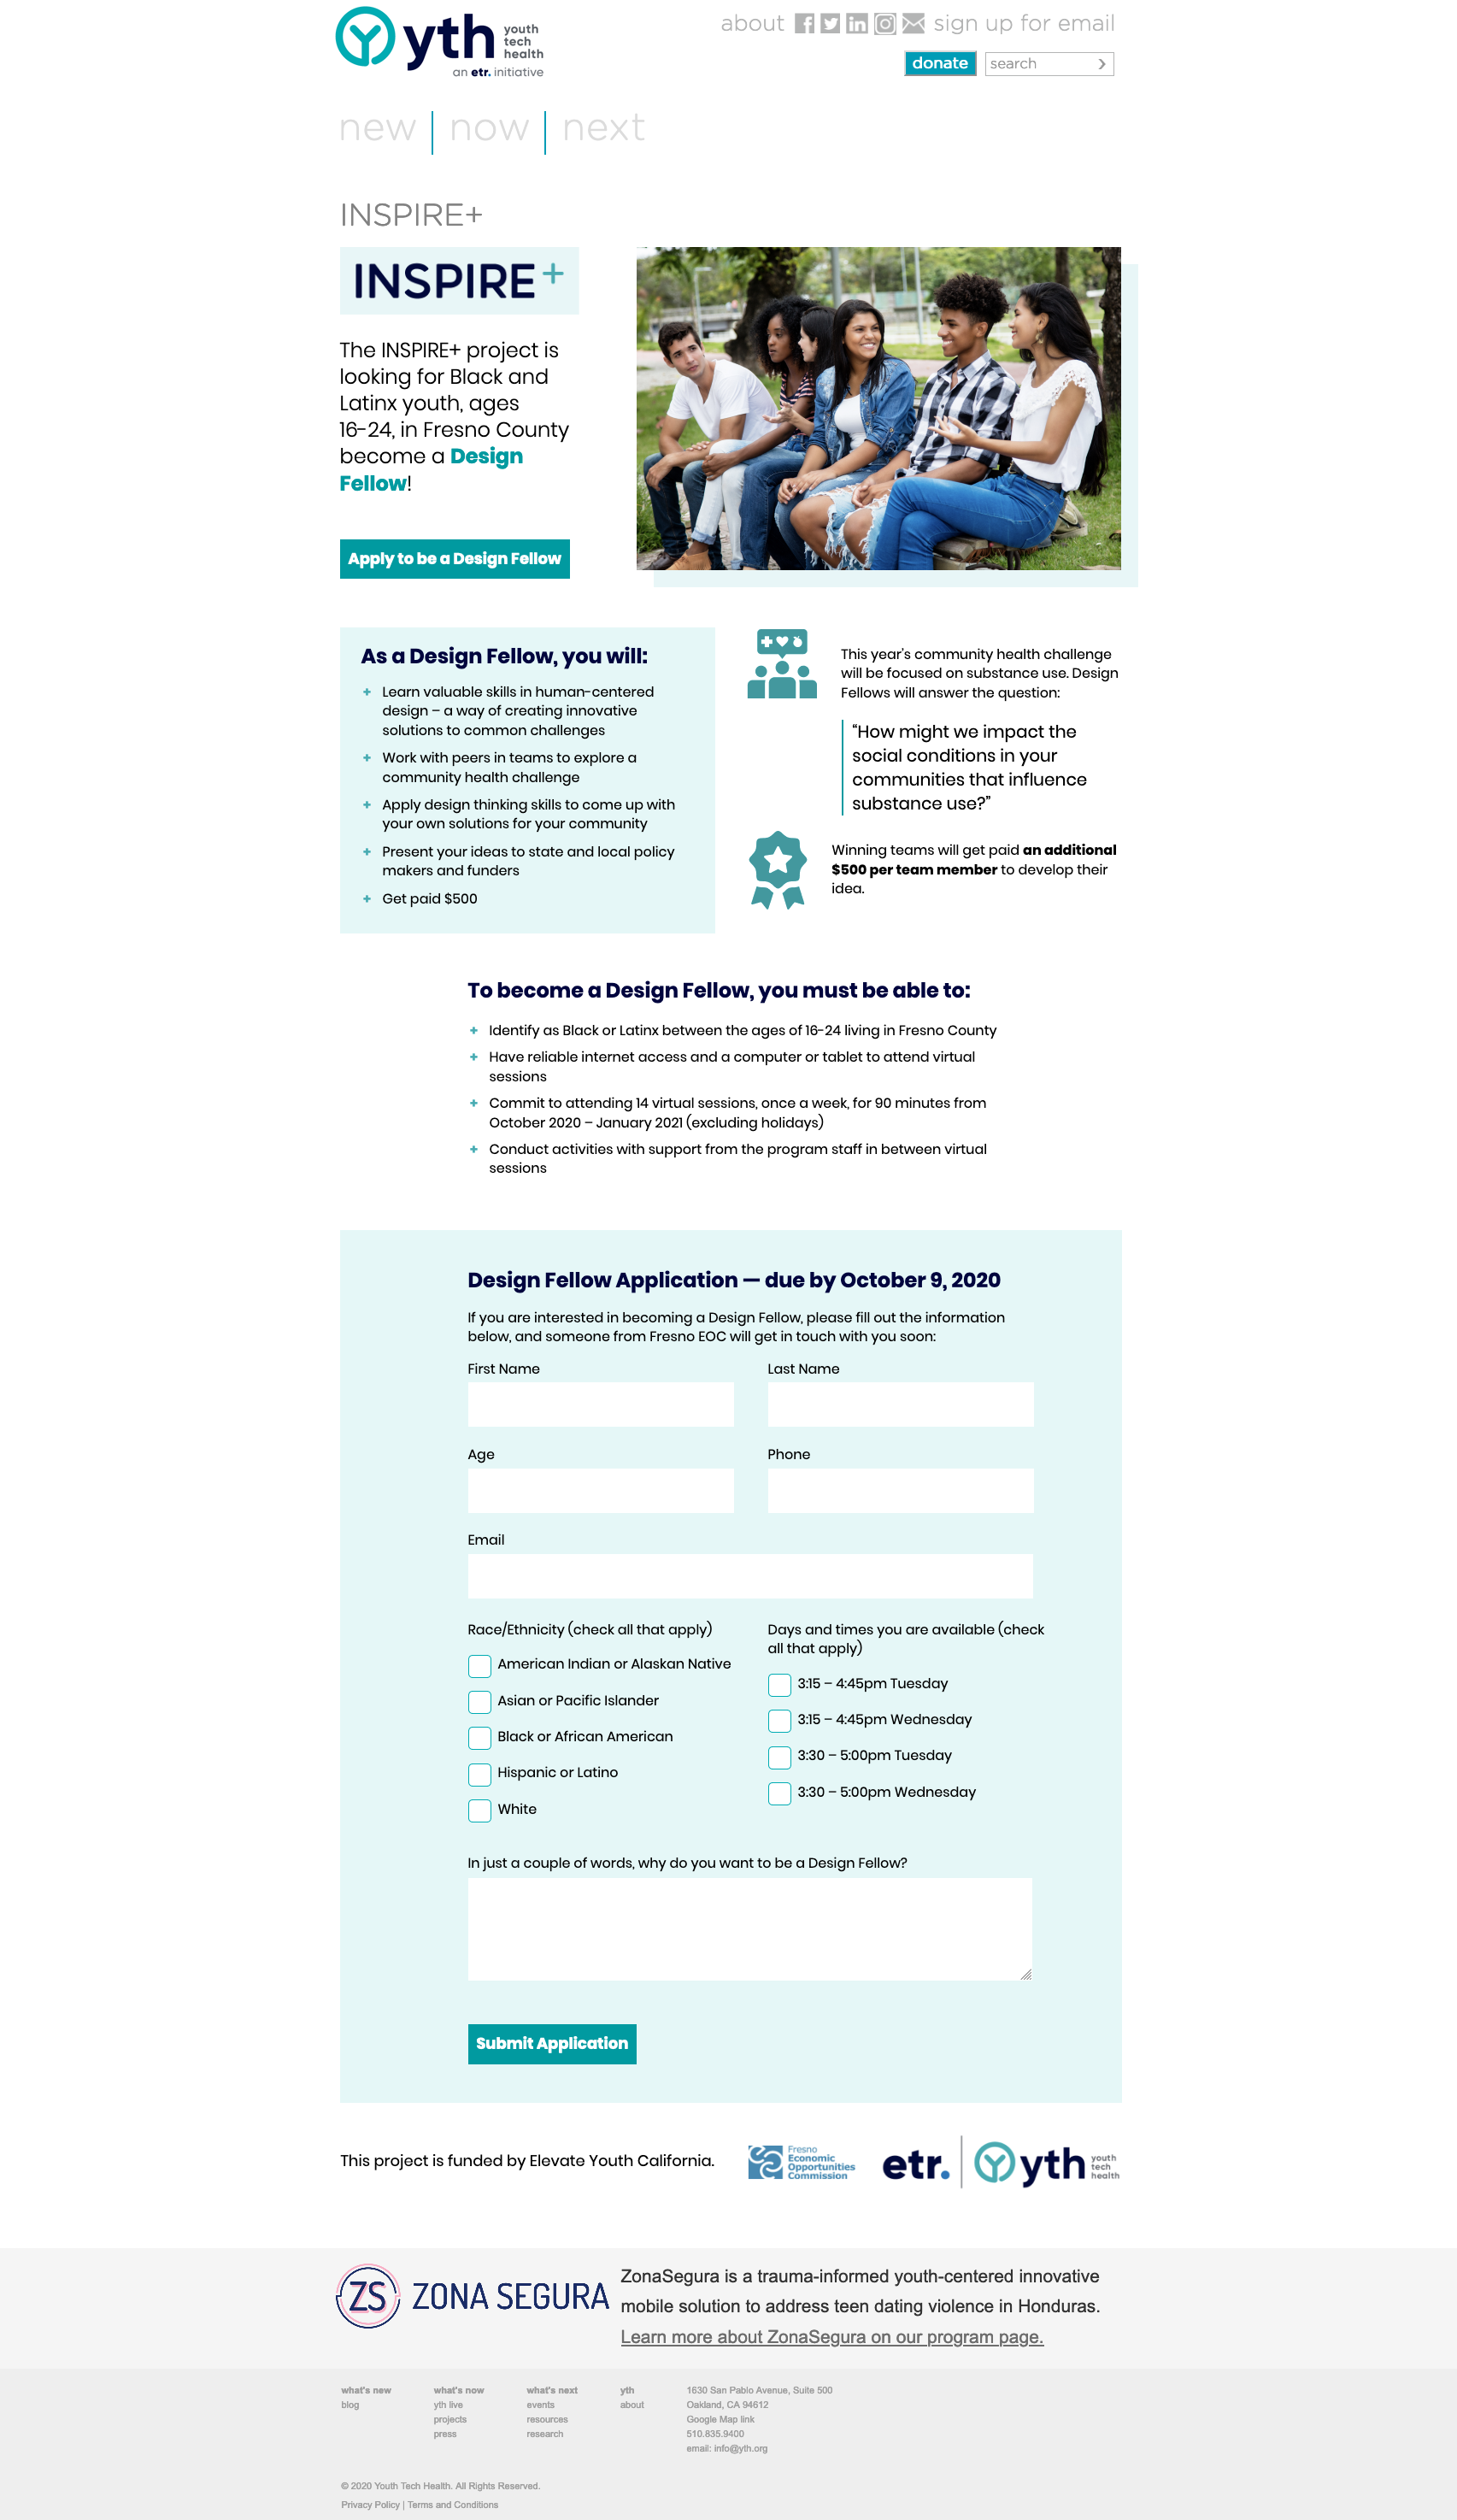 yth youth
tech
health
an etr. initiative
about sign up for email
donate search
new now next
INSPIRE+
INSPIRE+
The INSPIRE+ project is
looking for Black and
Latinx youth, ages
16-24, in Fresno County
become a Design
Fellow!
Apply to be a Design Fellow
As a Design Fellow, you will:
+ Learn valuable skills in human-centered
design – a way of creating innovative
solutions to common challenges
+ Work with peers in teams to explore a
community health challenge
+ Apply design thinking skills to come up with
your own solutions for your community
+ Present your ideas to state and local policy
makers and funders
+ Get paid $500
This year's community health challenge
will be focused on substance use. Design
Fellows will answer the question:
“How might we impact the
social conditions in your
communities that influence
substance use?”
Winning teams will get paid an additional
$500 per team member to develop their
idea.
To become a Design Fellow, you must be able to:
+ Identify as Black or Latinx between the ages of 16-24 living in Fresno County
+ Have reliable internet access and a computer or tablet to attend virtual
sessions
+ Commit to attending 14 virtual sessions, once a week, for 90 minutes from
October 2020 – January 2021 (excluding holidays)
+ Conduct activities with support from the program staff in between virtual
sessions
Design Fellow Application — due by October 9, 2020
If you are interested in becoming a Design Fellow, please fill out the information
below, and someone from Fresno EOC will get in touch with you soon:
First Name Last Name
Age Phone
Email
Race/Ethnicity (check all that apply)
American Indian or Alaskan Native
Asian or Pacific Islander
Black or African American
Hispanic or Latino
White
Days and times you are available (check
all that apply)
3:15 – 4:45pm Tuesday
3:15 – 4:45pm Wednesday
3:30 – 5:00pm Tuesday
3:30 – 5:00pm Wednesday
In just a couple of words, why do you want to be a Design Fellow?
Submit Application
This project is funded by Elevate Youth California.
Fresno
Economic
Opportunities
Commission
etr.
yth youth
tech
health
ZS ZONA SEGURA
ZonaSegura is a trauma-informed youth-centered innovative
mobile solution to address teen dating violence in Honduras.
Learn more about ZonaSegura on our program page.
what's new
blog
what's now
yth live
projects
press
what's next
events
resources
research
yth
about
1630 San Pablo Avenue, Suite 500
Oakland, CA 94612
Google Map link
510.835.9400
email: info@yth.org
© 2020 Youth Tech Health. All Rights Reserved.
Privacy Policy | Terms and Conditions